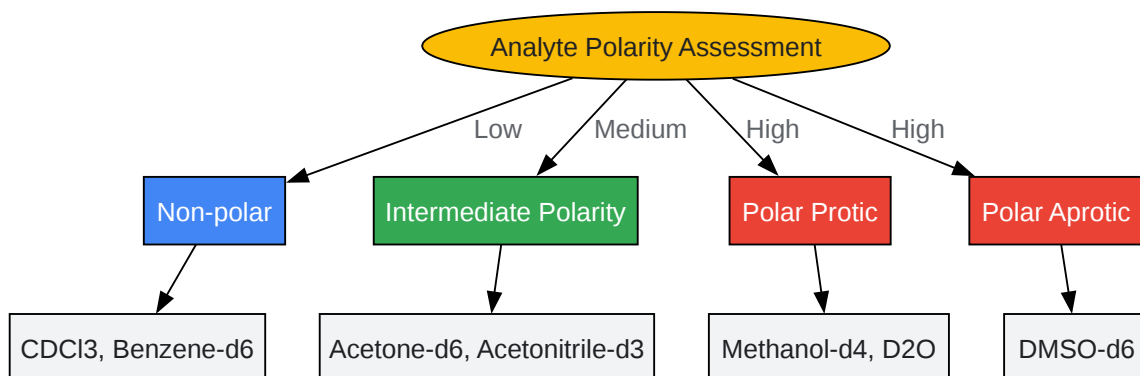 Analyte Polarity Assessment
Low
Medium
High
High
Non-polar
Intermediate Polarity
Polar Protic
Polar Aprotic
CDCl3, Benzene-d6
Acetone-d6, Acetonitrile-d3
Methanol-d4, D2O
DMSO-d6